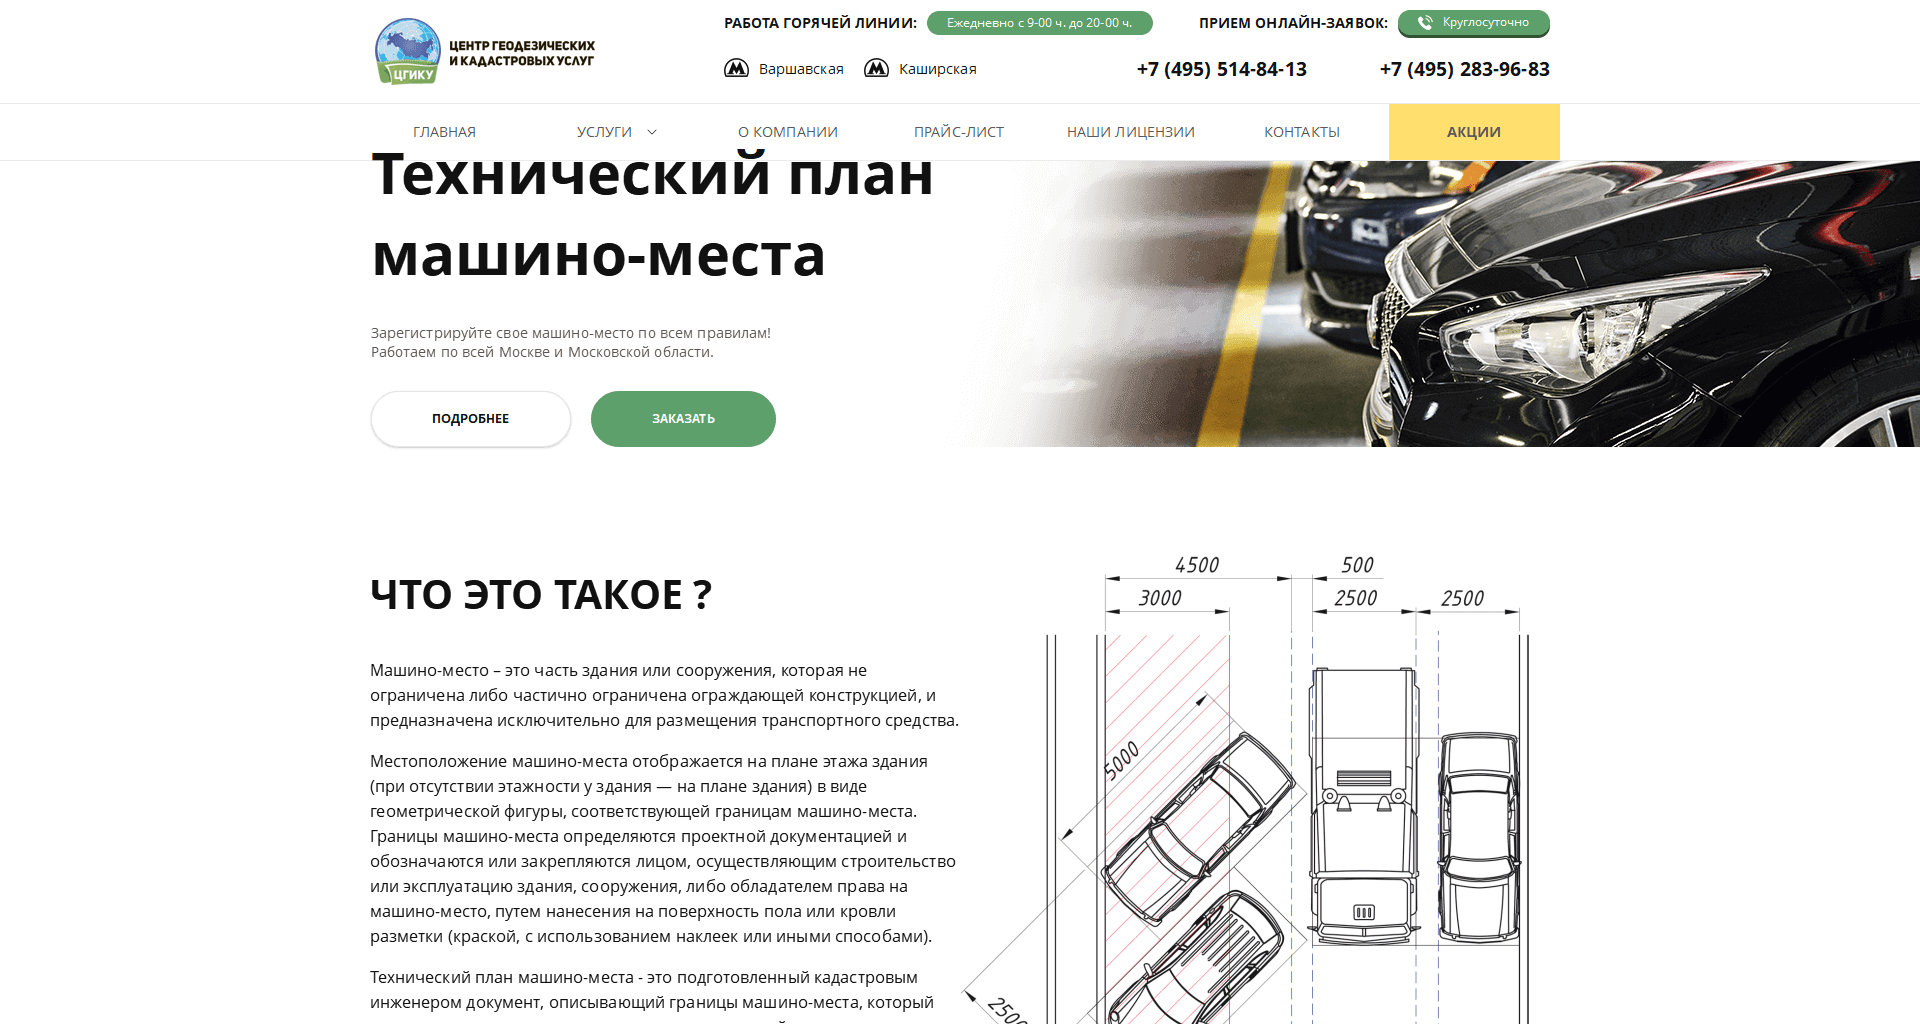 ЦЕНТР ГЕОДЕЗИЧЕСКИХ
И КАДАСТРОВЫХ УСЛУГ
ЦГИКУ
РАБОТА ГОРЯЧЕЙ ЛИНИИ:
Ежедневно с 9-00 ч. до 20-00 ч.
ПРИЕМ ОНЛАЙН-ЗАЯВОК:
Круглосуточно
Варшавская
Каширская
+7 (495) 514-84-13
+7 (495) 283-96-83
ГЛАВНАЯ
УСЛУГИ
О КОМПАНИИ
ПРАЙС-ЛИСТ
НАШИ ЛИЦЕНЗИИ
КОНТАКТЫ
АКЦИИ
Технический план
машино-места
Зарегистрируйте свое машино-место по всем правилам!
Работаем по всей Москве и Московской области.
ПОДРОБНЕЕ
ЗАКАЗАТЬ
ЧТО ЭТО ТАКОЕ ?
Машино-место – это часть здания или сооружения, которая не
ограничена либо частично ограничена ограждающей конструкцией, и
предназначена исключительно для размещения транспортного средства.
Местоположение машино-места отображается на плане этажа здания
(при отсутствии этажности у здания — на плане здания) в виде
геометрической фигуры, соответствующей границам машино-места.
Границы машино-места определяются проектной документацией и
обозначаются или закрепляются лицом, осуществляющим строительство
или эксплуатацию здания, сооружения, либо обладателем права на
машино-место, путем нанесения на поверхность пола или кровли
разметки (краской, с использованием наклеек или иными способами).
Технический план машино-места - это подготовленный кадастровым
инженером документ, описывающий границы машино-места, который
4500
500
3000
2500
2500
5000
2500